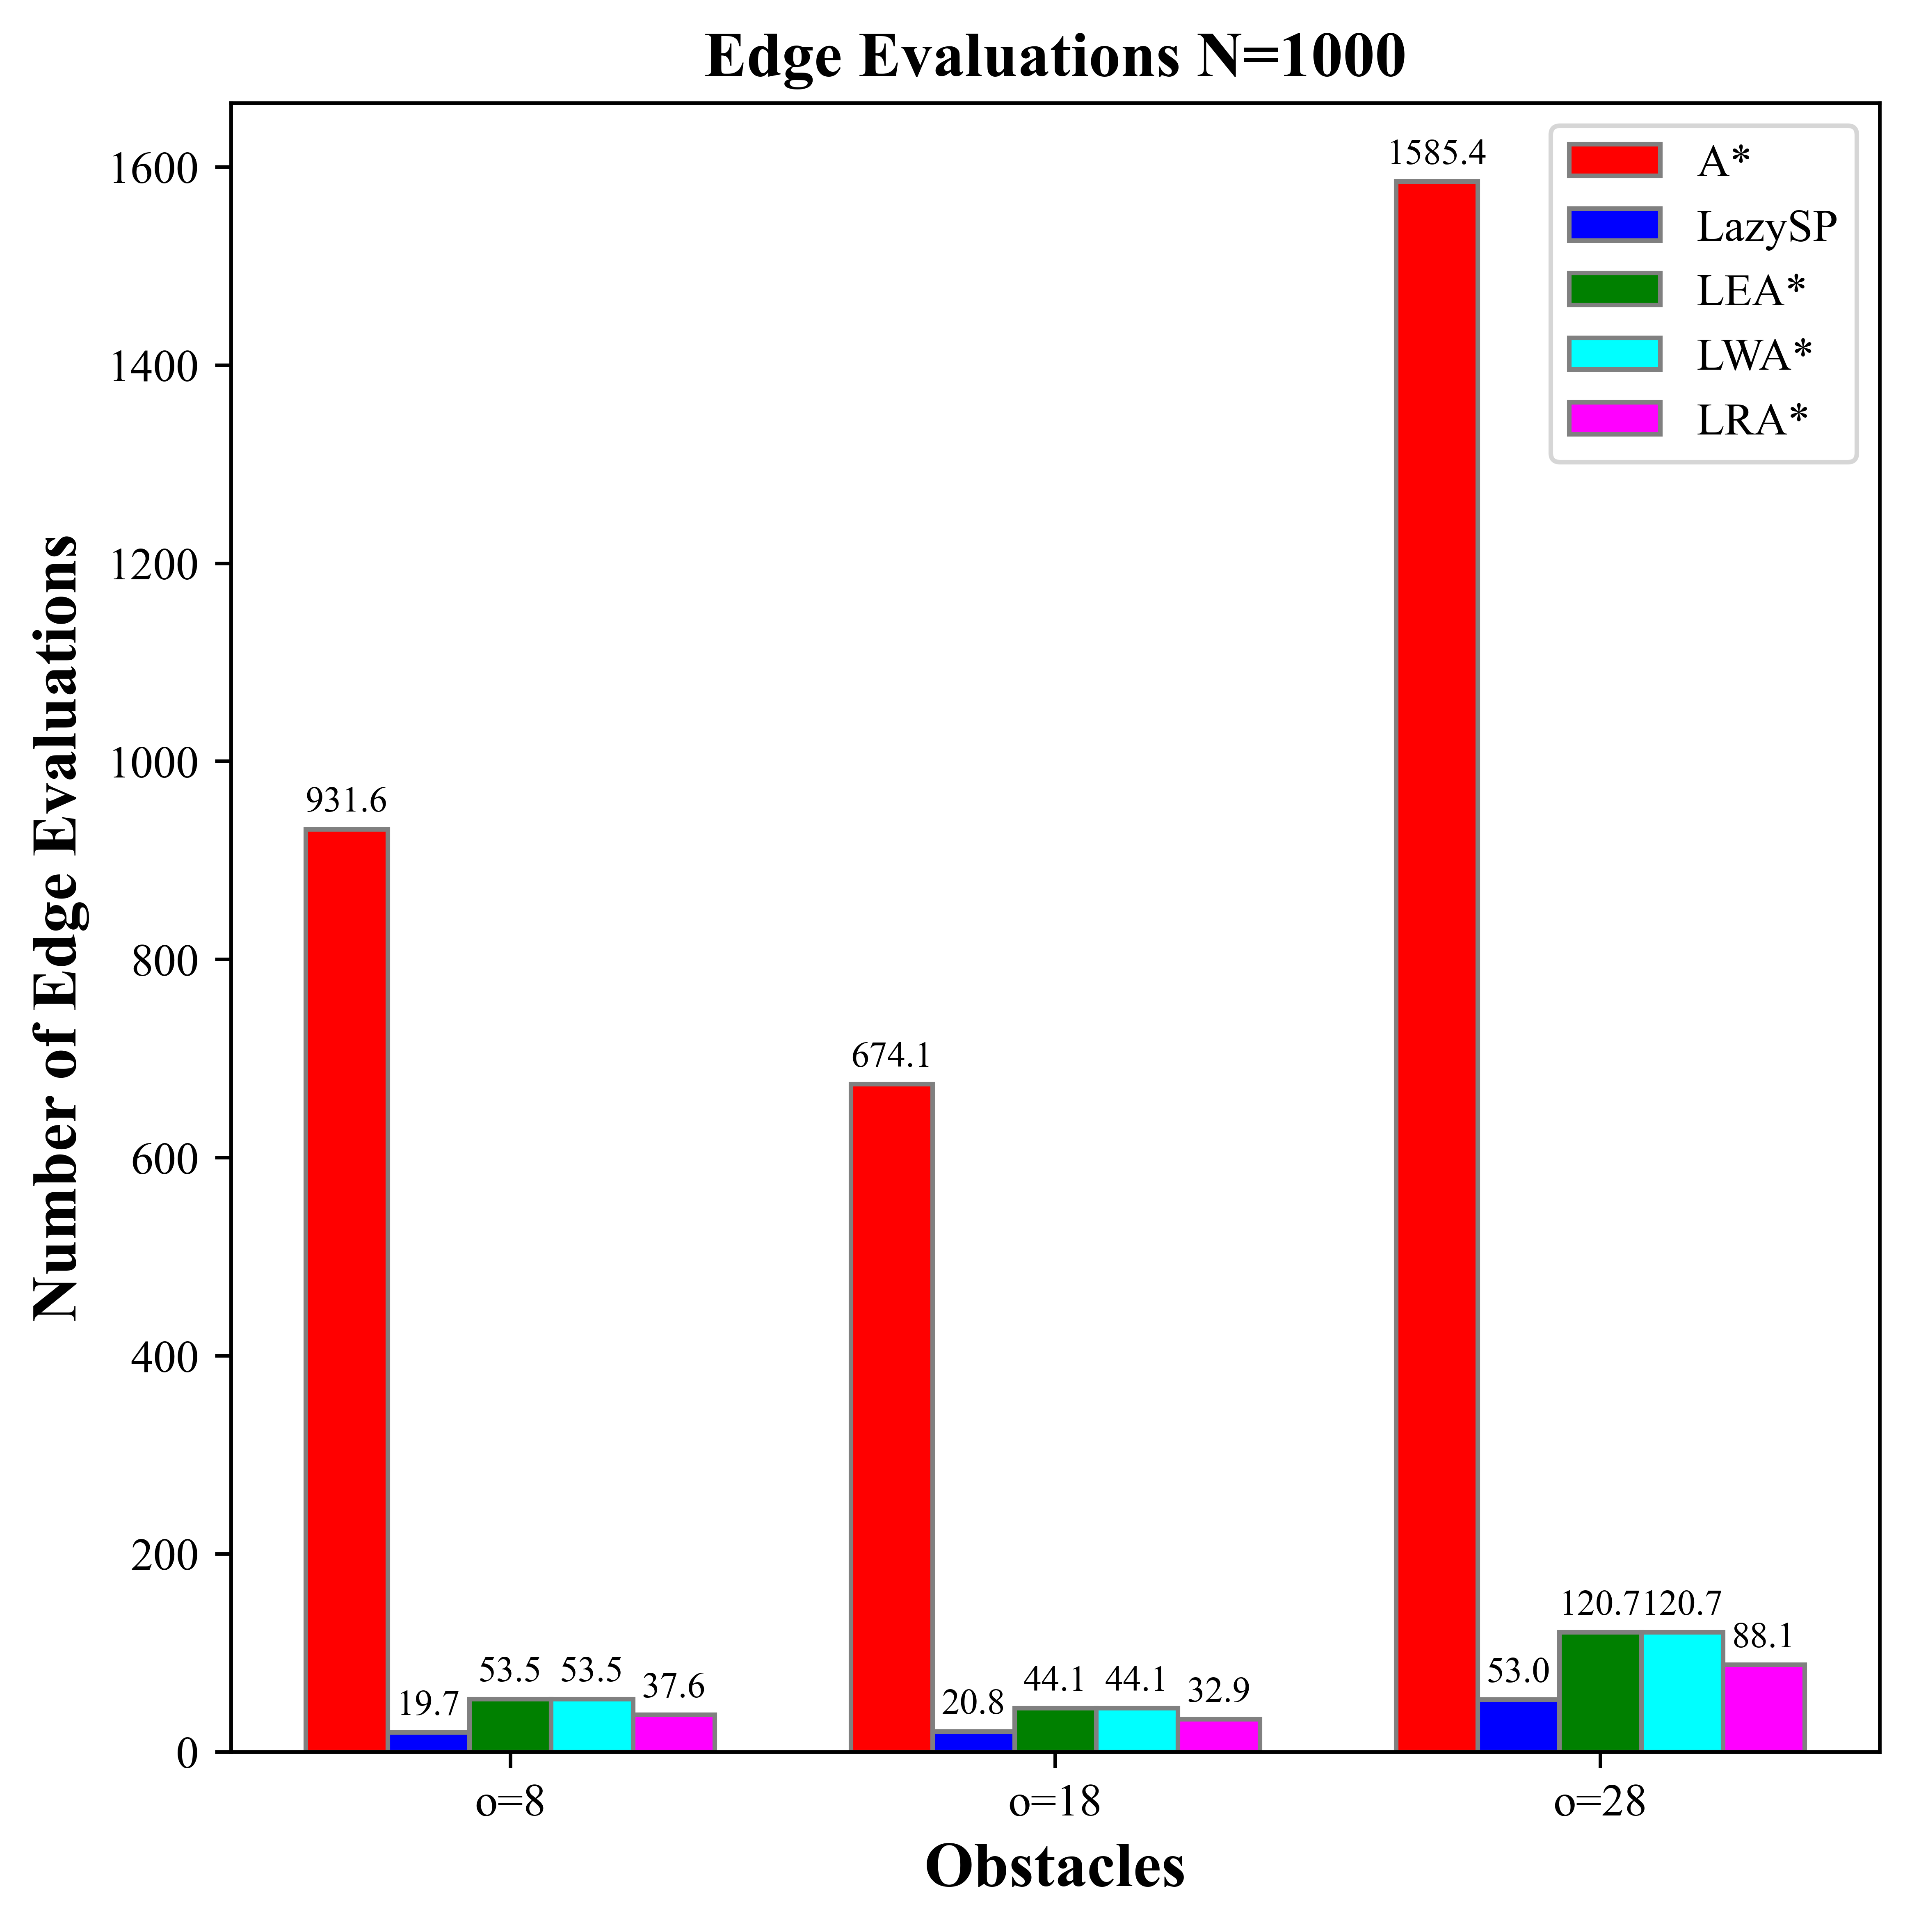 Edge Evaluations N=1000
Number of Edge Evaluations
1600
1400
1200
1000
800
600
400
200
0
A*
LazySP
LEA*
LWA*
LRA*
931.6
19.7
53.5
53.5
37.6
674.1
20.8
44.1
44.1
32.9
1585.4
53.0
120.7
120.7
88.1
o=8
o=18
o=28
Obstacles